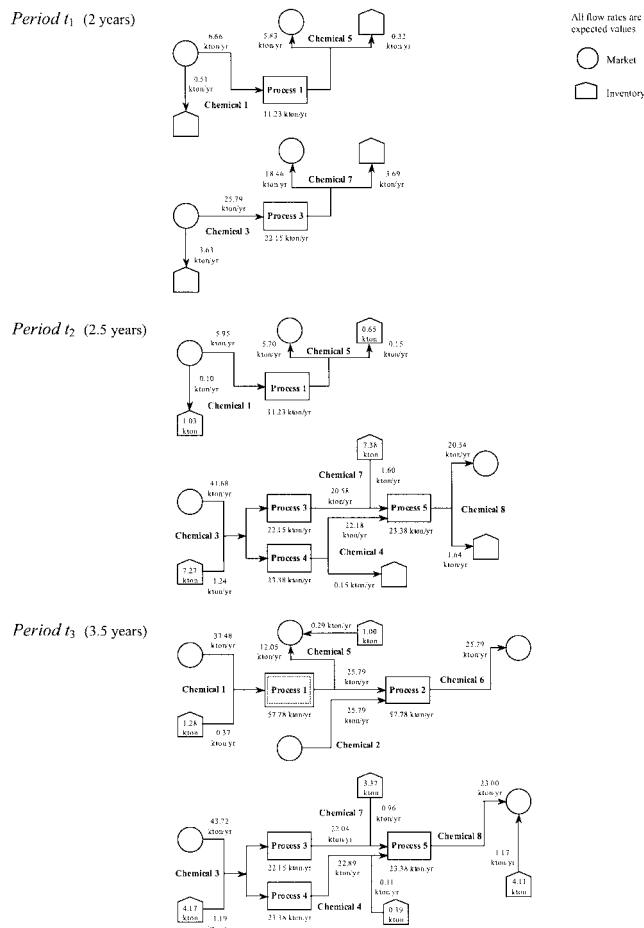 Period t1 (2 years)
All flow rates are
expected values
Market
Inventory
6.66
kton/yr
0.51
kton/yr
Chemical 1
Process 1
11.23 kton/yr
5.83
kton/yr
Chemical 5
0.32
kton/yr
25.79
kton/yr
Chemical 3
3.63
kton/yr
Process 3
22.15 kton/yr
18.46
kton/yr
Chemical 7
3.69
kton/yr
Period t2 (2.5 years)
5.95
kton/yr
0.10
kton/yr
1.03
kton
Chemical 1
Process 1
11.23 kton/yr
5.70
kton/yr
Chemical 5
0.65
kton
0.15
kton/yr
41.68
kton/yr
Chemical 3
7.27
kton
1.24
kton/yr
Process 3
22.15 kton/yr
Process 4
23.38 kton/yr
20.58
kton/yr
Chemical 7
7.38
kton
1.60
kton/yr
22.18
kton/yr
Chemical 4
0.15 kton/yr
Process 5
23.38 kton/yr
20.54
kton/yr
Chemical 8
1.64
kton/yr
Period t3 (3.5 years)
37.48
kton/yr
Chemical 1
1.28
kton
0.37
kton/yr
Process 1
57.78 kton/yr
12.05
kton/yr
0.29 kton/yr
1.00
kton
Chemical 5
25.79
kton/yr
25.79
kton/yr
Chemical 2
Process 2
57.78 kton/yr
Chemical 6
25.79
kton/yr
43.72
kton/yr
Chemical 3
4.17
kton
1.19
kton/yr
Process 3
22.15 kton/yr
Process 4
23.38 kton/yr
22.04
kton/yr
Chemical 7
3.37
kton
0.96
kton/yr
22.89
kton/yr
Chemical 4
0.11
kton/yr
0.39
kton
Process 5
23.38 kton/yr
Chemical 8
23.00
kton/yr
1.17
kton/yr
4.11
kton